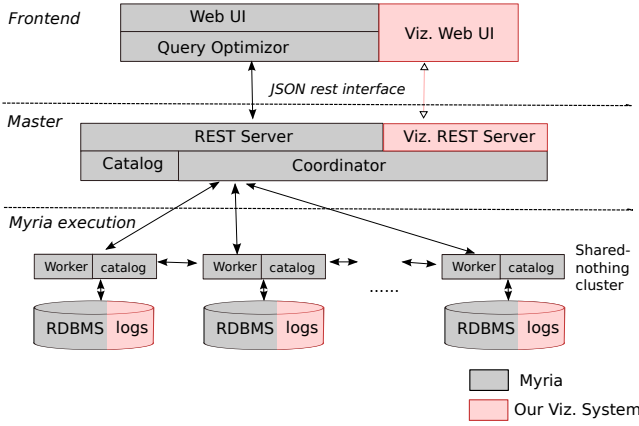 Frontend
Web UI
Viz. Web UI
Query Optimizor
JSON rest interface
Master
REST Server
Viz. REST Server
Catalog
Coordinator
Myria execution
Worker catalog
Worker catalog
Worker catalog
Shared-
nothing
cluster
......
RDBMS logs
RDBMS logs
RDBMS logs
Myria
Our Viz. System